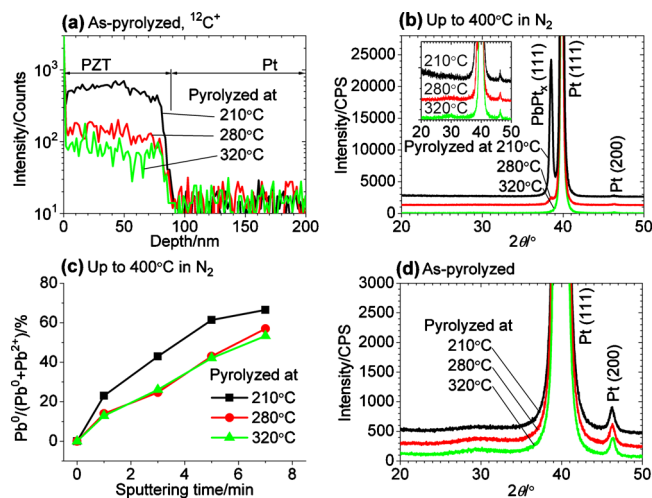 (a) As-pyrolyzed, ¹²C⁺
PZT
Pt
Pyrolyzed at
210°C
280°C
320°C
Intensity/Counts
10³
10²
10¹
0 50 100 150 200
Depth/nm
(b) Up to 400°C in N₂
210°C
280°C
320°C
20 30 40 50
PbPtₓ (111)
Pt (111)
Pyrolyzed at 210°C
280°C
320°C
Pt (200)
Intensity/CPS
25000
20000
15000
10000
5000
0
20 30 40 50
2θ/°
(c) Up to 400°C in N₂
Pb⁰/(Pb⁰+Pb²⁺)/%
80
60
40
20
0
Pyrolyzed at
210°C
280°C
320°C
0 2 4 6 8
Sputtering time/min
(d) As-pyrolyzed
Pyrolyzed at
210°C
280°C
320°C
Pt (111)
Pt (200)
Intensity/CPS
3000
2500
2000
1500
1000
500
0
20 30 40 50
2θ/°